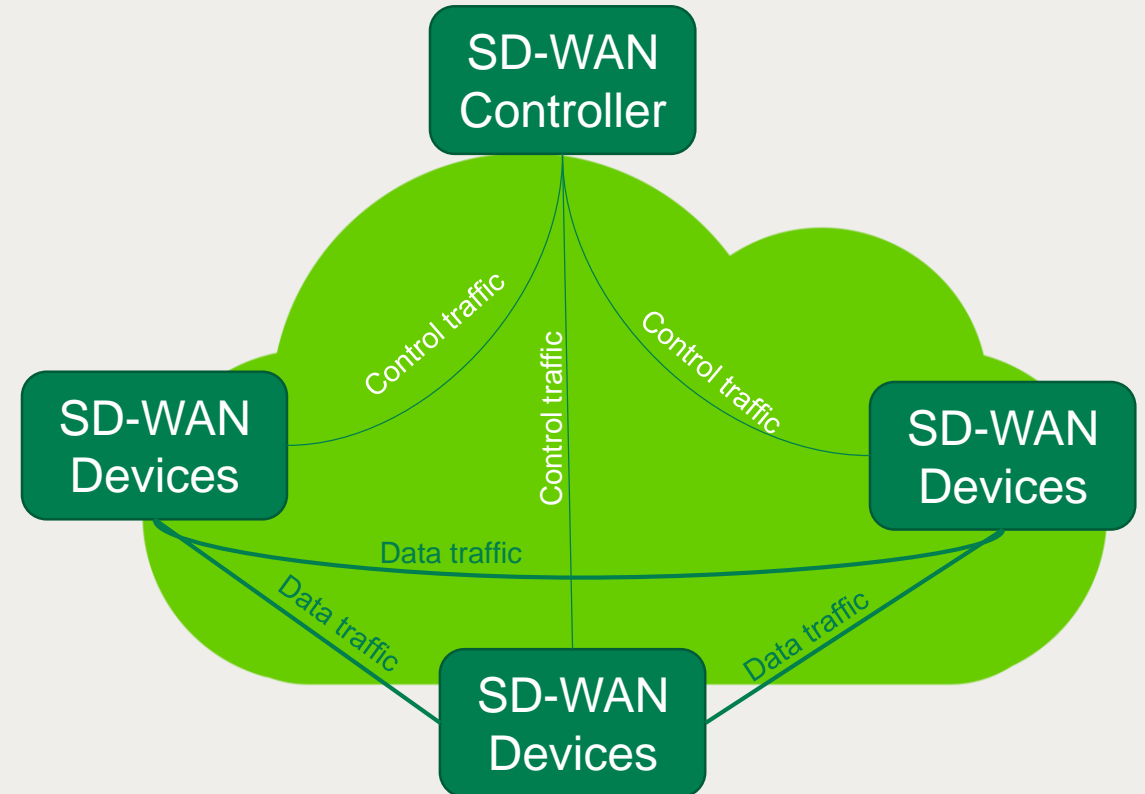 SD-WAN
Controller
Control traffic
Control traffic
Control traffic
SD-WAN
Devices
SD-WAN
Devices
Data traffic
Data traffic
Data traffic
SD-WAN
Devices